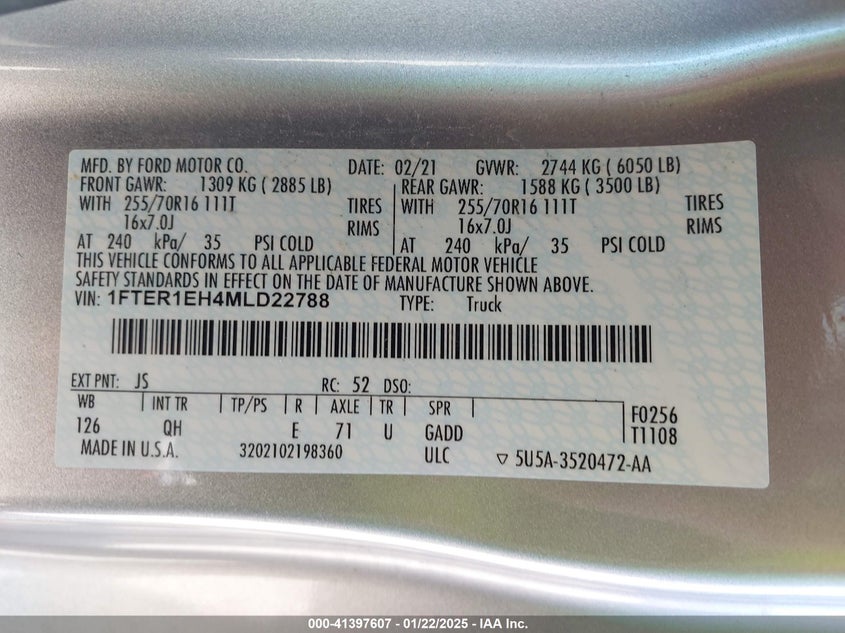 MFD. BY FORD MOTOR CO. DATE: 02/21 GVWR: 2744 KG ( 6050 LB)
FRONT GAWR: 1309 KG ( 2885 LB) REAR GAWR: 1588 KG ( 3500 LB)
WITH 255/70R16 111T TIRES WITH 255/70R16 111T TIRES
16x7.0J RIMS 16x7.0J RIMS
AT 240 kPa/ 35 PSI COLD AT 240 kPa/ 35 PSI COLD
THIS VEHICLE CONFORMS TO ALL APPLICABLE FEDERAL MOTOR VEHICLE
SAFETY STANDARDS IN EFFECT ON THE DATE OF MANUFACTURE SHOWN ABOVE.
VIN: 1FTER1EH4MLD22788 TYPE: Truck
EXT PNT: JS RC: 52 DSO:
WB INT TR TP/PS R AXLE TR SPR F0256
126 QH E 71 U GADD T1108
MADE IN U.S.A. 3202102198360 ULC ▽ 5U5A-3520472-AA
000-41397607 - 01/22/2025 - IAA Inc.